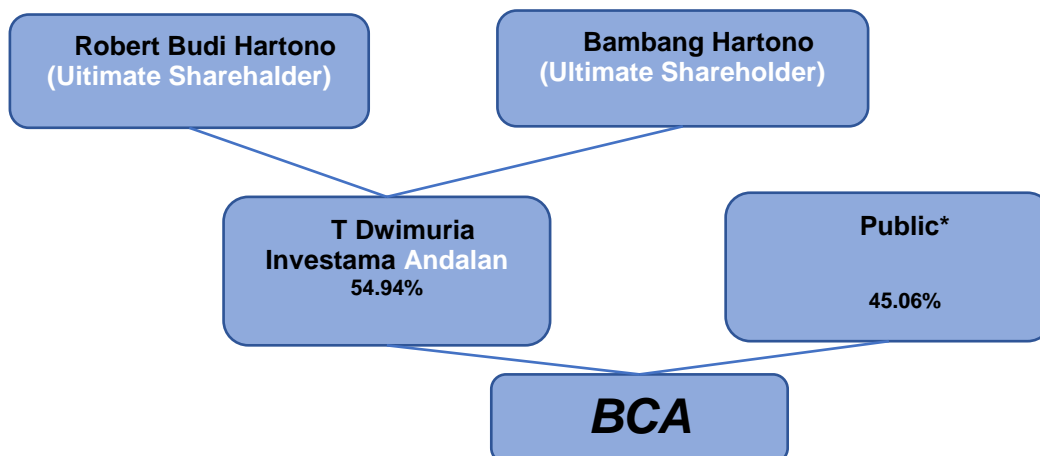 Robert Budi Hartono
(Uitimate Sharehalder)
Bambang Hartono
(Ultimate Shareholder)
T Dwimuria
Investama Andalan
54.94%
Public*
45.06%
BCA